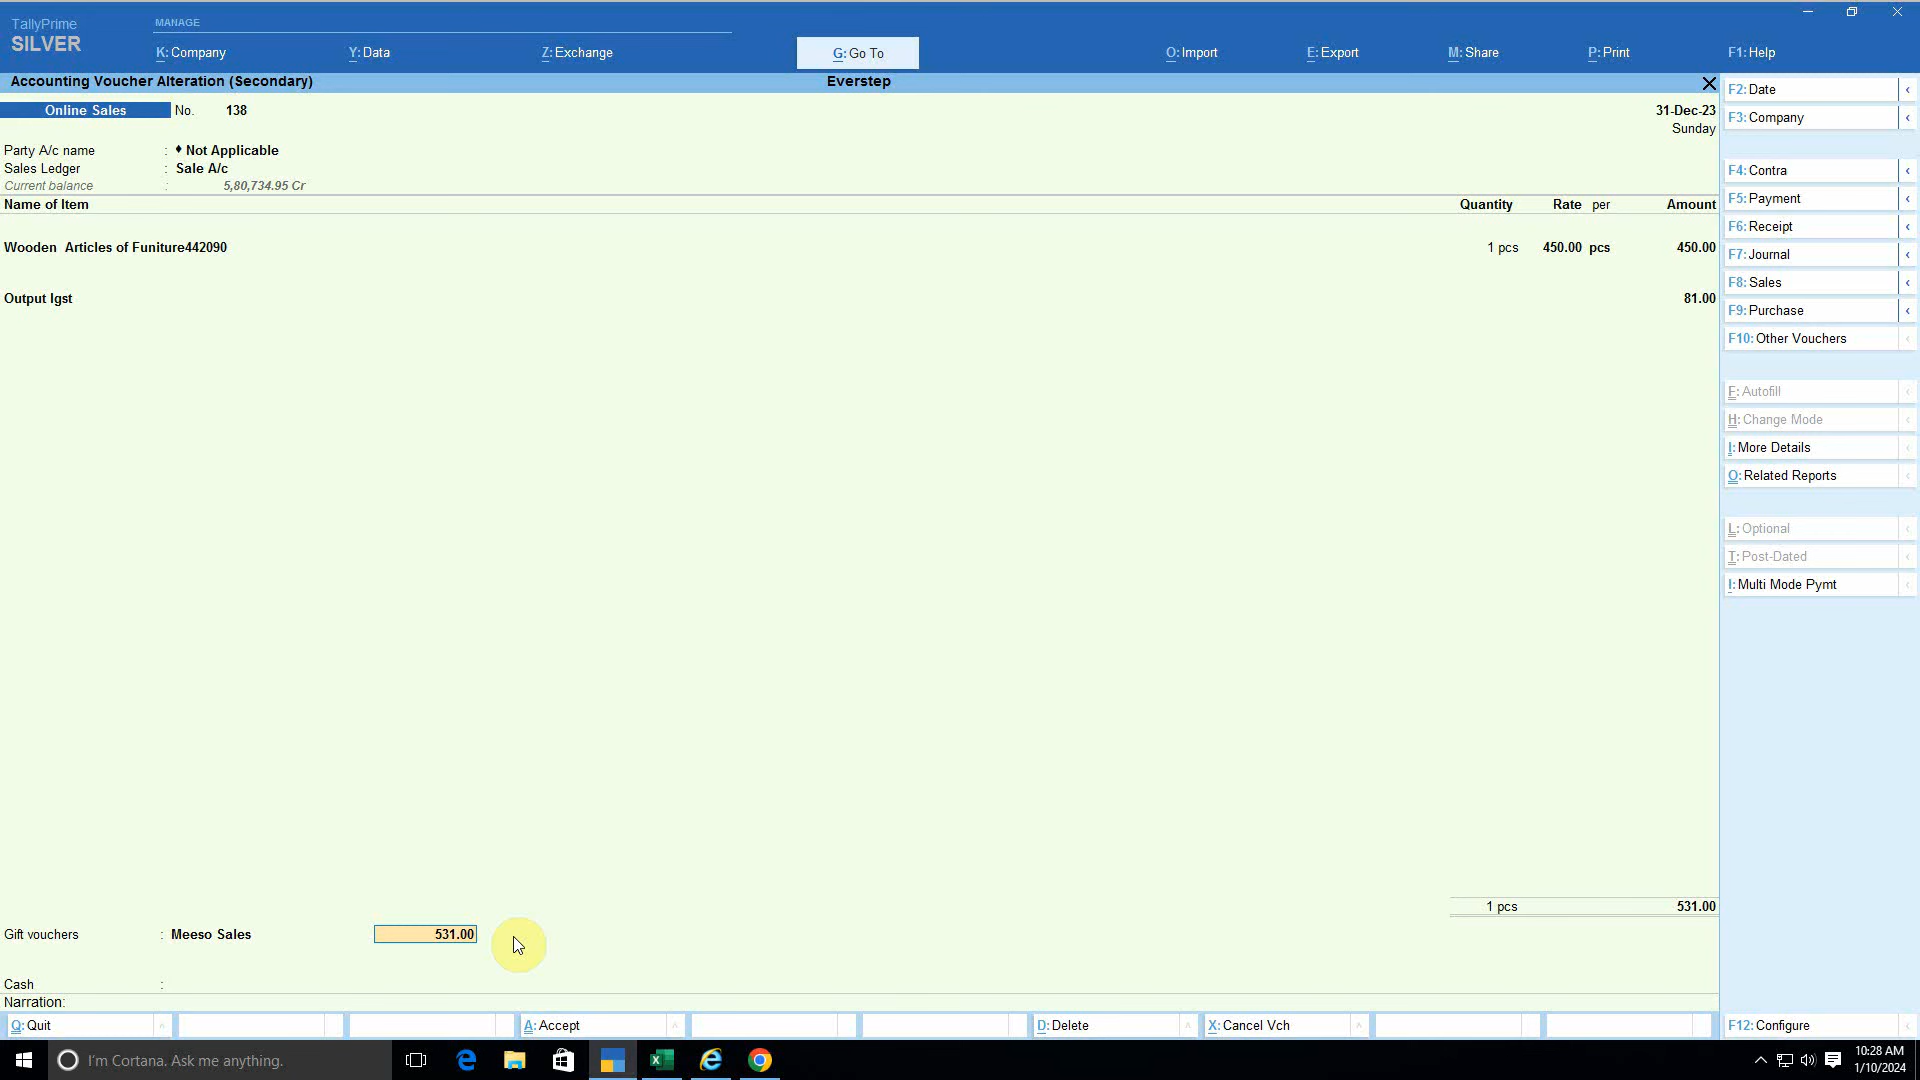 TallyPrime
SILVER
MANAGE
K: Company
Y: Data
Z: Exchange
G: Go To
O: Import
E: Export
M: Share
P: Print
F1: Help
Accounting Voucher Alteration (Secondary)
Everstep
Online Sales No. 138
31-Dec-23
Sunday
Party A/c name : ♦ Not Applicable
Sales Ledger : Sale A/c
Current balance : 5,80,734.95 Cr
Name of Item Quantity Rate per Amount
Wooden Articles of Funiture442090 1 pcs 450.00 pcs 450.00
Output Igst 81.00
1 pcs 531.00
Gift vouchers : Meeso Sales 531.00
Cash :
Narration:
Q: Quit
A: Accept
D: Delete
X: Cancel Vch
F2: Date
F3: Company
F4: Contra
F5: Payment
F6: Receipt
F7: Journal
F8: Sales
F9: Purchase
F10: Other Vouchers
F: Autofill
H: Change Mode
I: More Details
O: Related Reports
L: Optional
T: Post-Dated
I: Multi Mode Pymt
F12: Configure
I'm Cortana. Ask me anything.
10:28 AM
1/10/2024